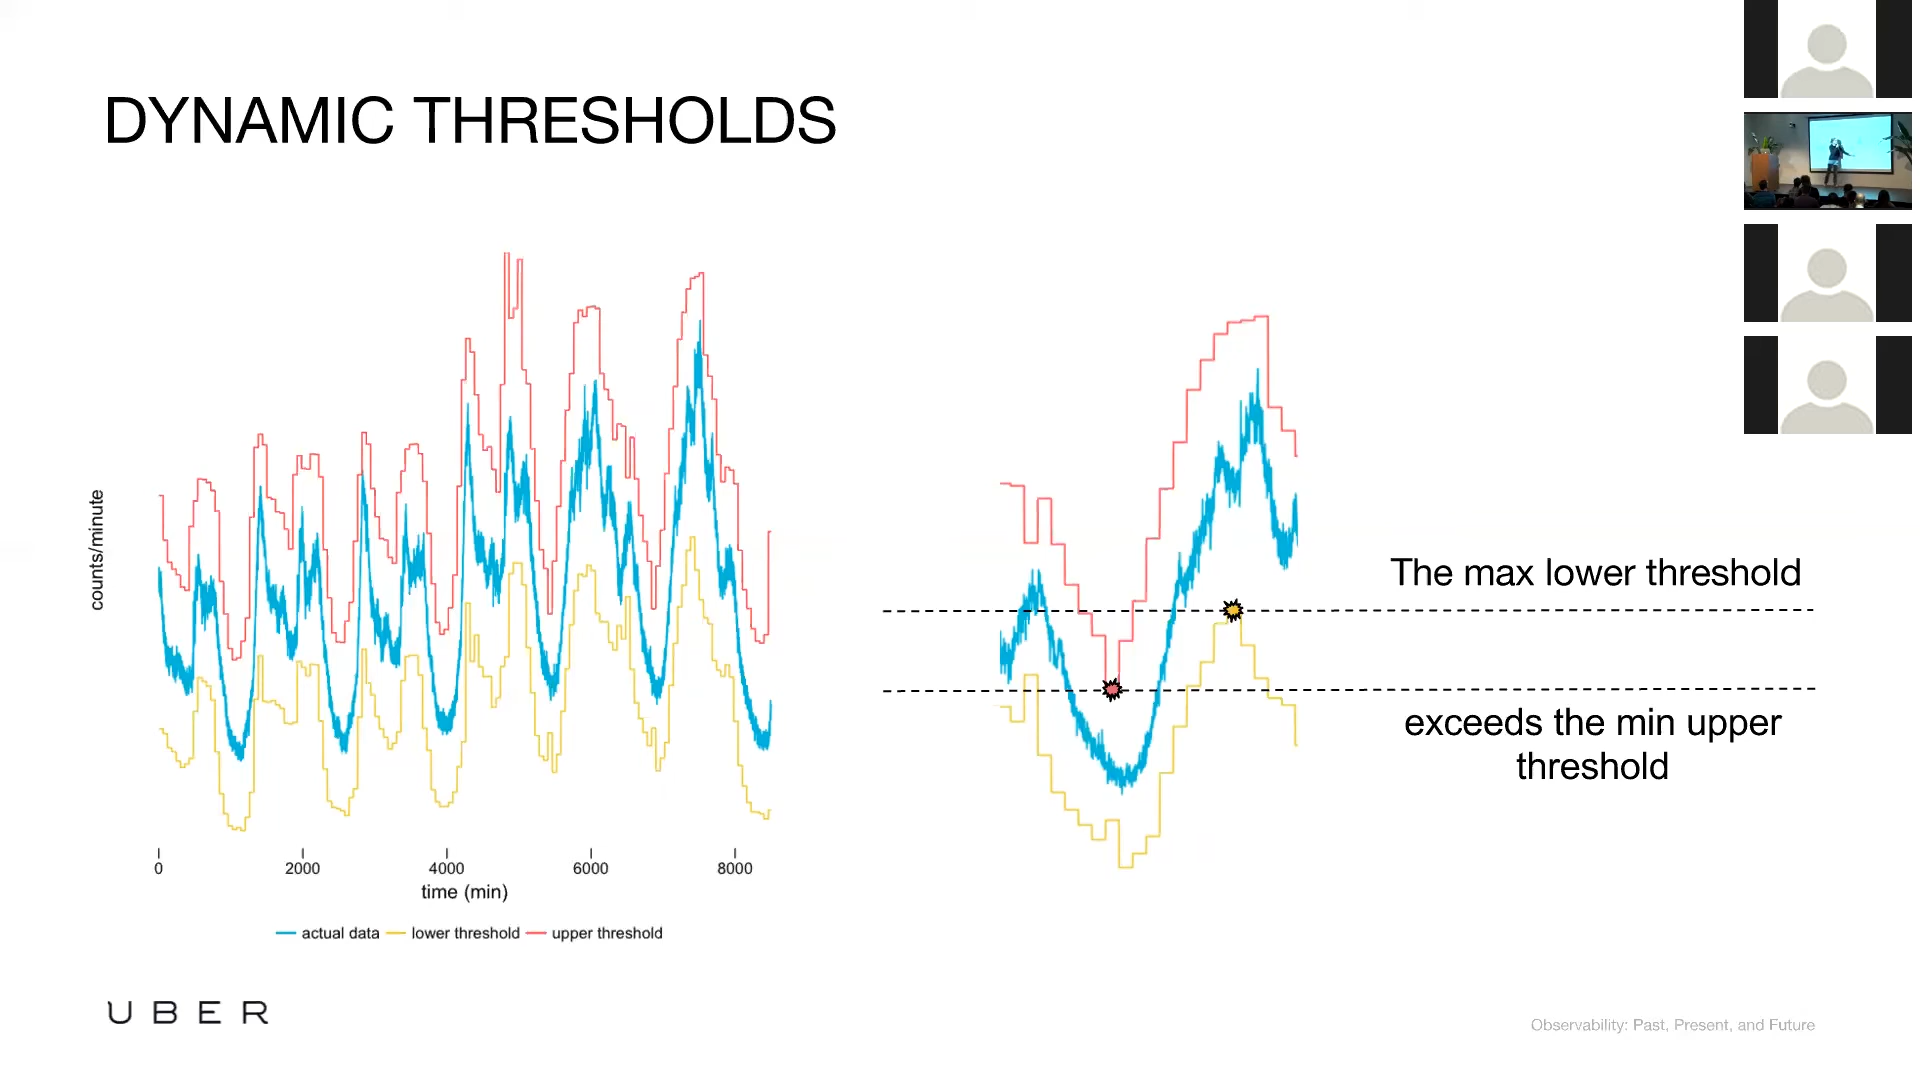 DYNAMIC THRESHOLDS
counts/minute
0 2000 4000 6000 8000
time (min)
actual data lower threshold upper threshold
The max lower threshold
exceeds the min upper
threshold
UBER
Observability: Past, Present, and Future